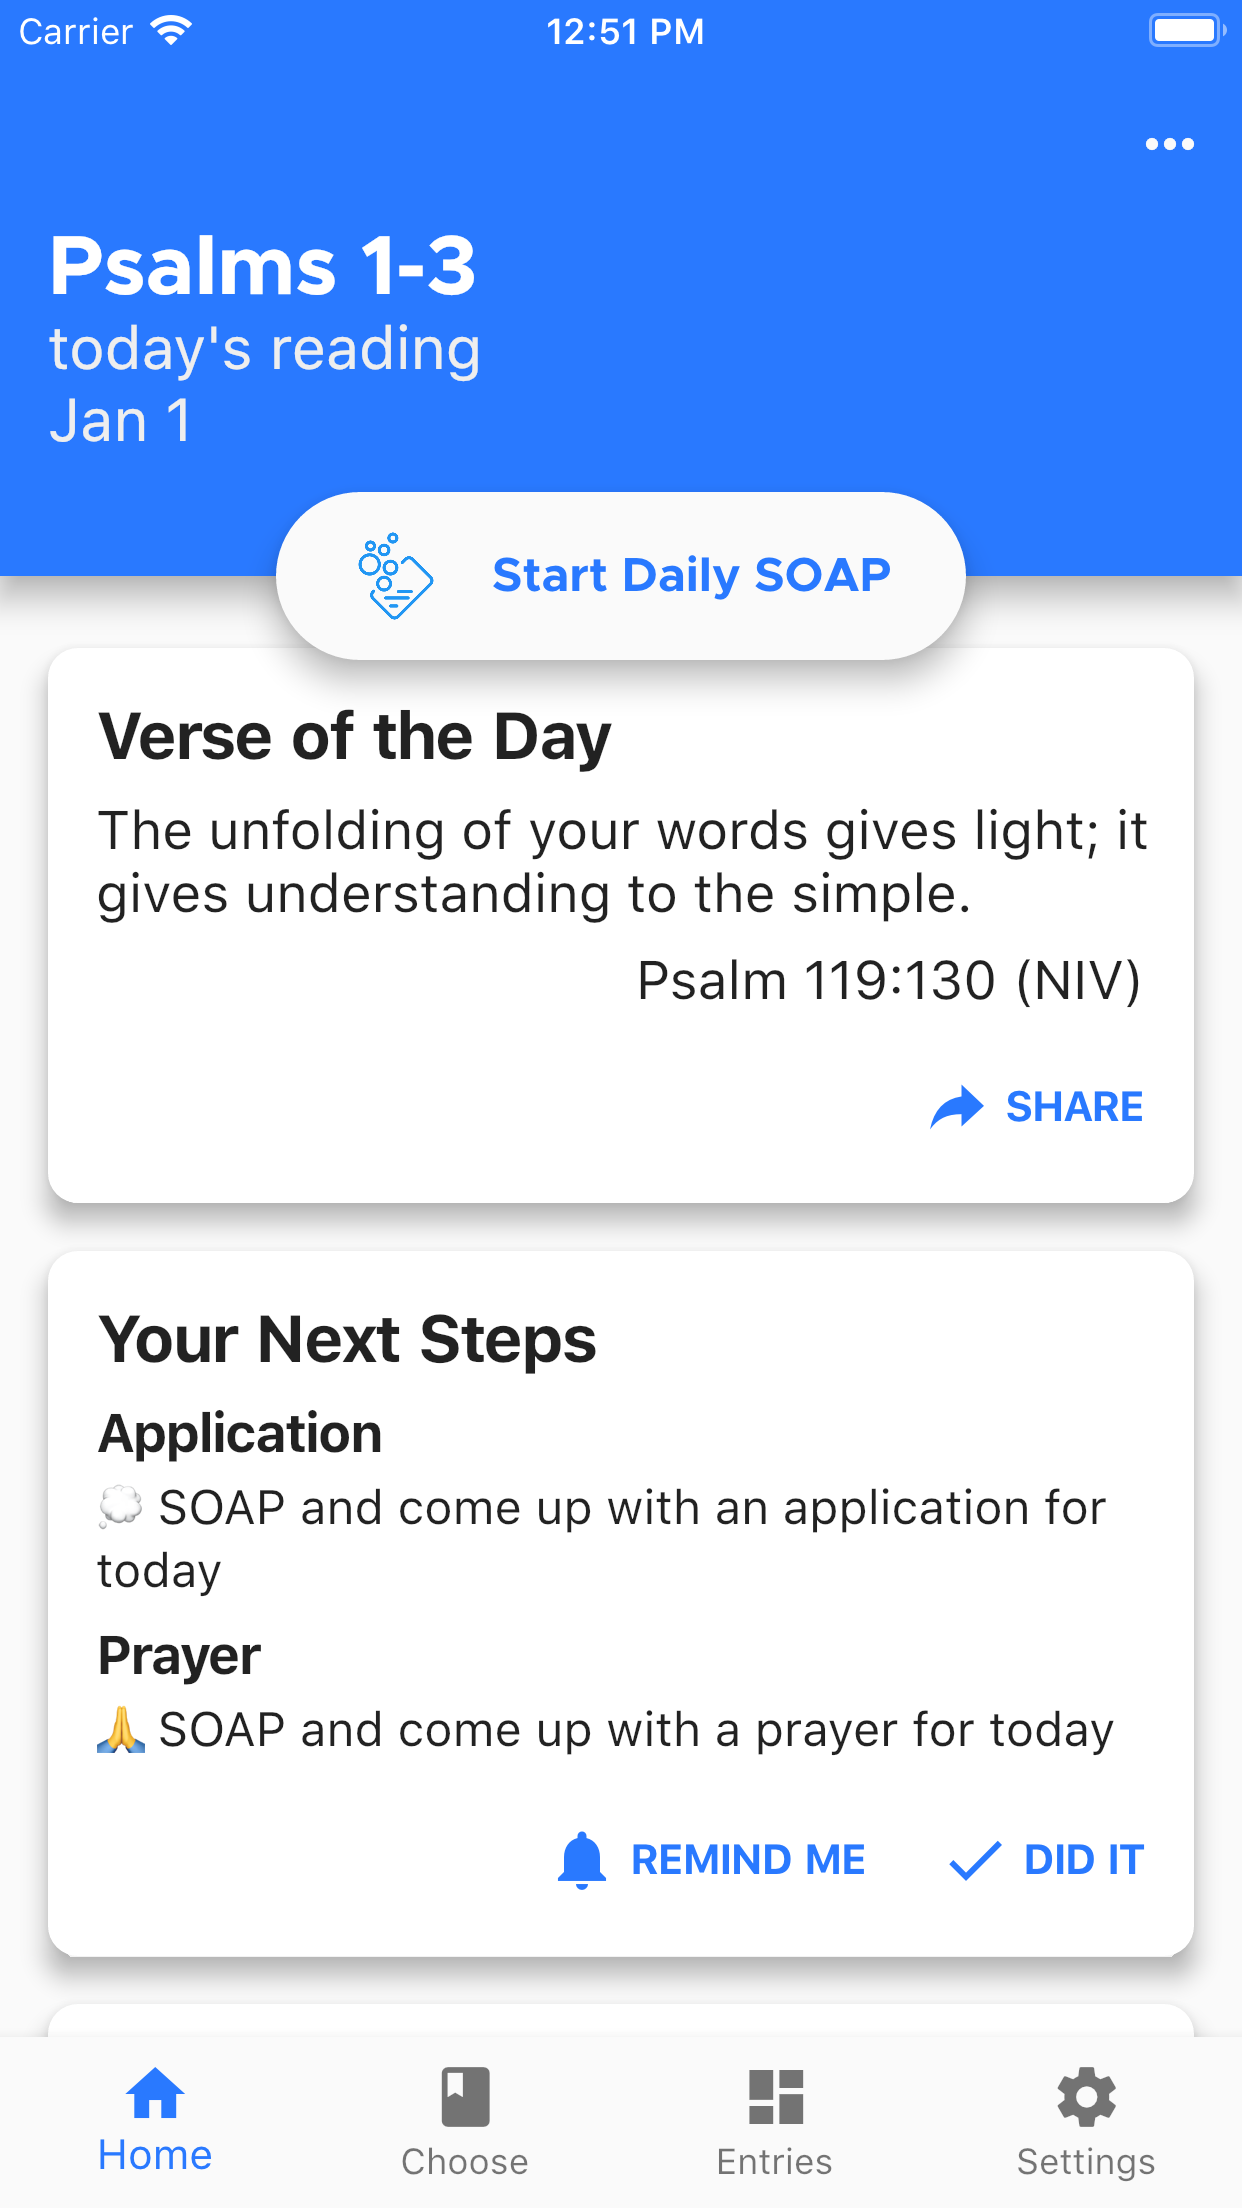 Carrier 12:51 PM
Psalms 1-3
today's reading
Jan 1
Start Daily SOAP
Verse of the Day
The unfolding of your words gives light; it
gives understanding to the simple.
Psalm 119:130 (NIV)
SHARE
Your Next Steps
Application
💭 SOAP and come up with an application for
today
Prayer
🙏 SOAP and come up with a prayer for today
REMIND ME DID IT
Home Choose Entries Settings